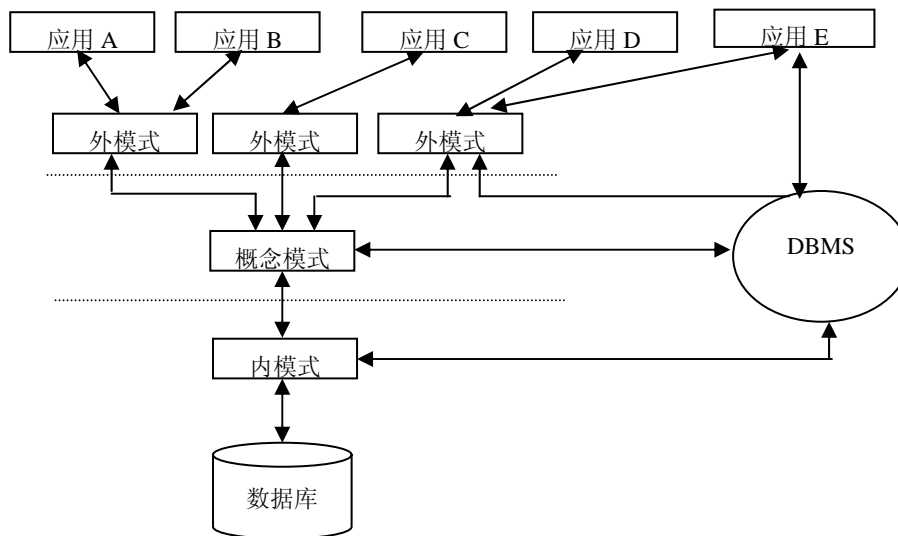 应用 A
应用 B
应用 C
应用 D
应用 E
外模式
外模式
外模式
概念模式
DBMS
内模式
数据库